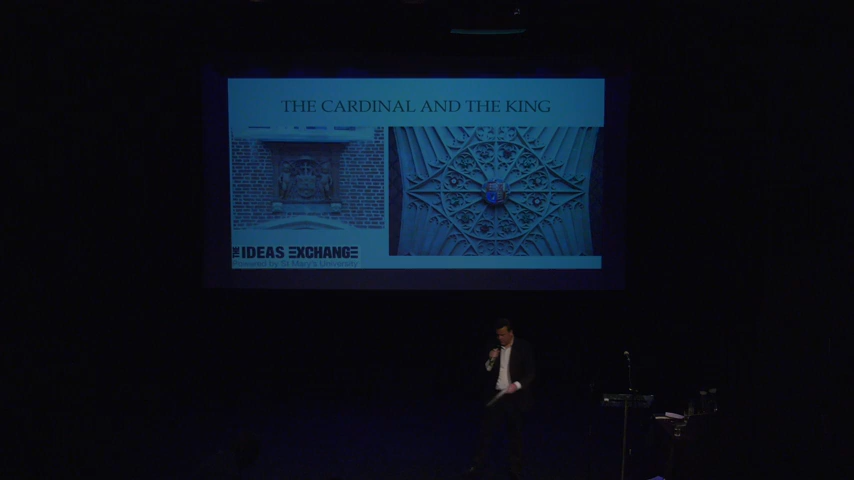 THE CARDINAL AND THE KING
THE IDEAS EXCHANGE
Powered by St Mary's University